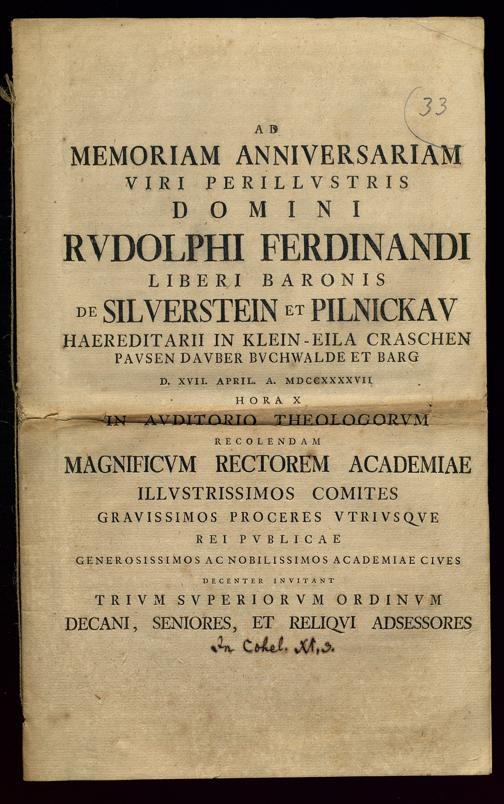 33
AD
MEMORIAM ANNIVERSARIAM
VIRI PERILLVSTRIS
DOMINI
RVDOLPHI FERDINANDI
LIBERI BARONIS
DE SILVERSTEIN ET PILNICKAV
HAEREDITARII IN KLEIN-EILA CRASCHEN
PAVSEN DAVBER BVCHWALDE ET BARG
D. XVII. APRIL. A. MDCCXXXXVII
HORA X
IN AVDITORIO THEOLOGORVM
RECOLENDAM
MAGNIFICVM RECTOREM ACADEMIAE
ILLVSTRISSIMOS COMITES
GRAVISSIMOS PROCERES VTRIVSQVE
REI PVBLICAE
GENEROSISSIMOS AC NOBILISSIMOS ACADEMIAE CIVES
DECENTER INVITANT
TRIVM SVPERIORVM ORDINVM
DECANI, SENIORES, ET RELIQVI ADSESSORES
In Cohel. XI, 9.